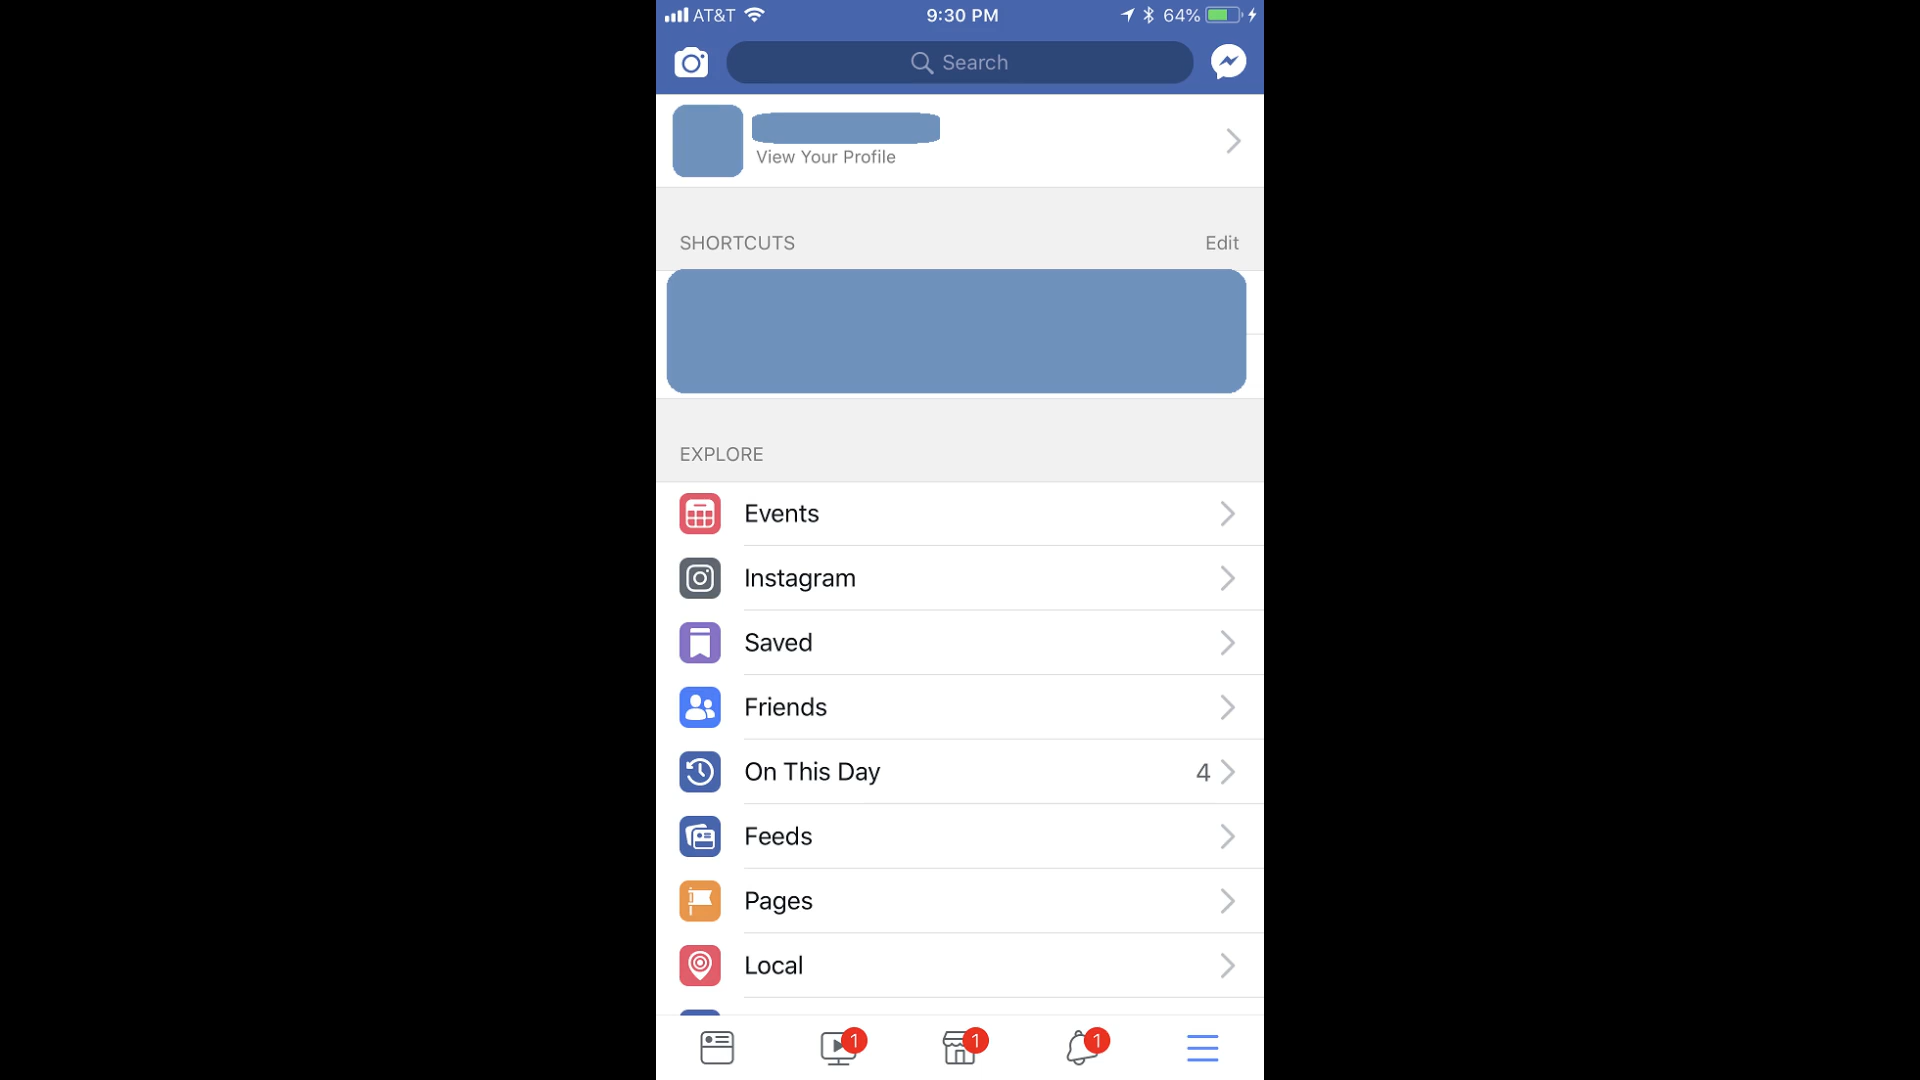 AT&T 9:30 PM 64%
Search
View Your Profile
SHORTCUTS Edit
EXPLORE
Events
Instagram
Saved
Friends
On This Day 4
Feeds
Pages
Local
1 1 1